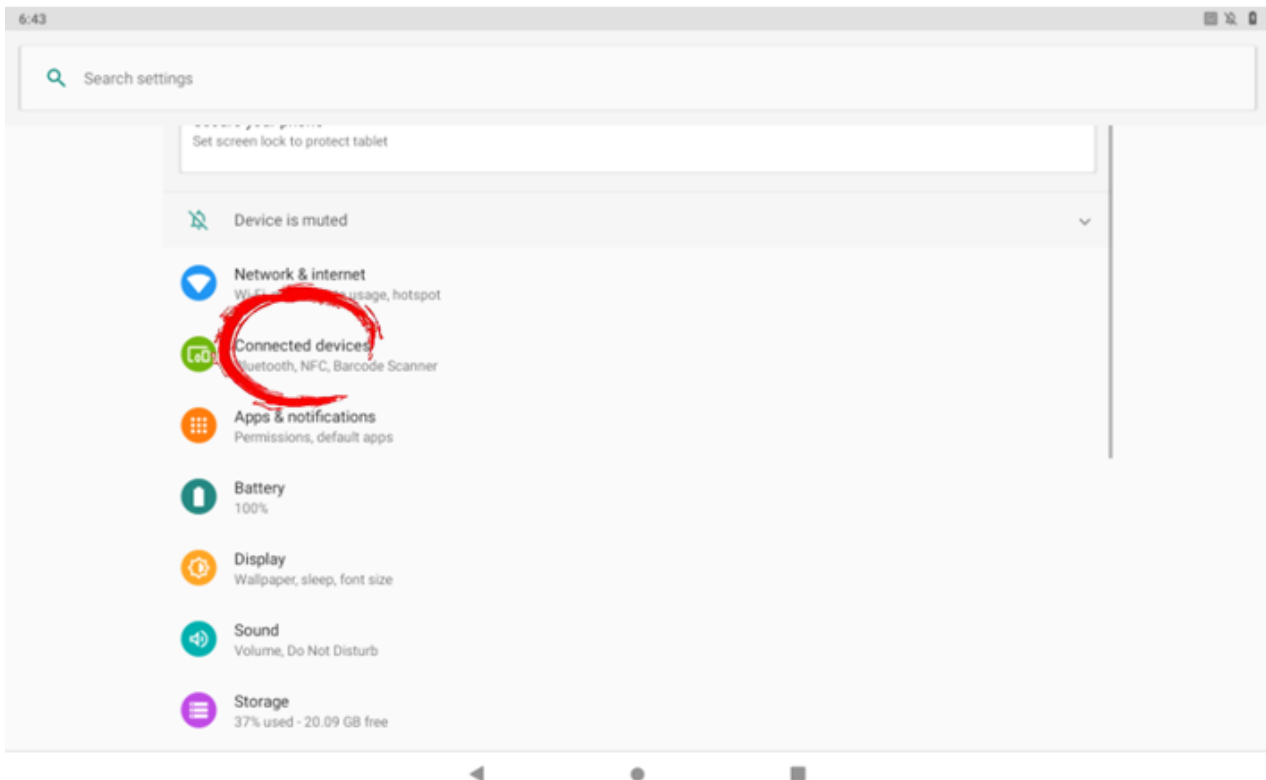 6:43
Search settings
Set screen lock to protect tablet
Device is muted
Network & internet
usage, hotspot
Connected devices
Bluetooth, NFC, Barcode Scanner
Apps & notifications
Permissions, default apps
Battery
100%
Display
Wallpaper, sleep, font size
Sound
Volume, Do Not Disturb
Storage
37% used - 20.09 GB free